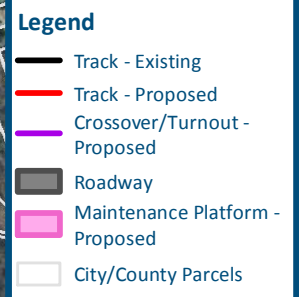 Legend
Track - Existing
Track - Proposed
Crossover/Turnout -
Proposed
Roadway
Maintenance Platform -
Proposed
City/County Parcels